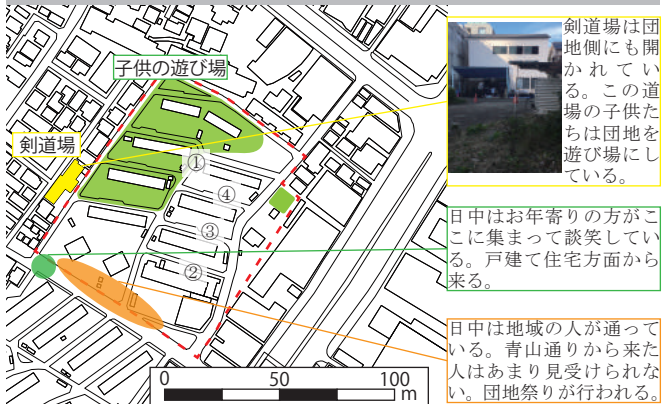 子供の遊び場
剣道場
①
④
③
②
0 50 100
m
剣道場は団
地側にも開
かれてい
る。この道
場の子供た
ちは団地を
遊び場にし
ている。
日中はお年寄りの方がこ
こに集まって談笑してい
る。戸建て住宅方面から
来る。
日中は地域の人が通って
いる。青山通りから来た
人はあまり見受けられな
い。団地祭りが行われる。